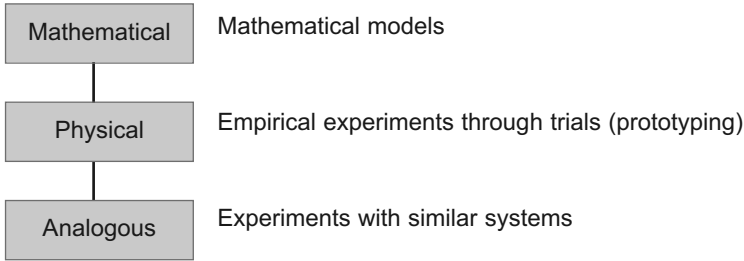 Mathematical Mathematical models
Physical Empirical experiments through trials (prototyping)
Analogous Experiments with similar systems